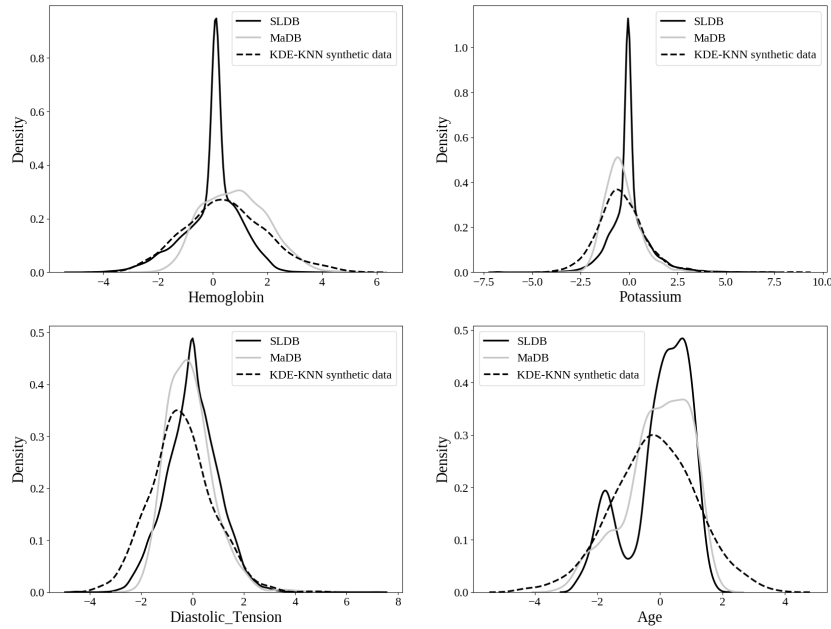 SLDB
MaDB
KDE-KNN synthetic data
Density
0.8
0.6
0.4
0.2
0.0
−4 −2 0 2 4 6
Hemoglobin
SLDB
MaDB
KDE-KNN synthetic data
Density
1.0
0.8
0.6
0.4
0.2
0.0
−7.5 −5.0 −2.5 0.0 2.5 5.0 7.5 10.0
Potassium
SLDB
MaDB
KDE-KNN synthetic data
Density
0.5
0.4
0.3
0.2
0.1
0.0
−4 −2 0 2 4 6 8
Diastolic_Tension
SLDB
MaDB
KDE-KNN synthetic data
Density
0.5
0.4
0.3
0.2
0.1
0.0
−4 −2 0 2 4
Age